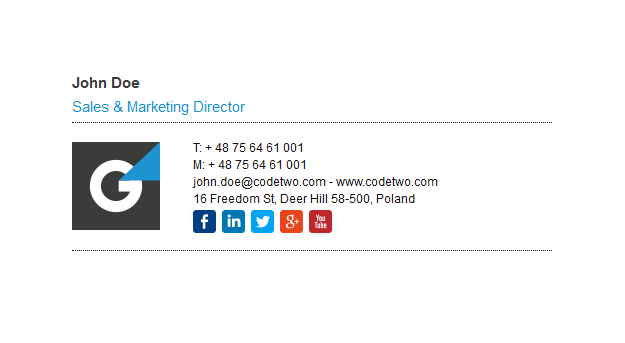 John Doe
Sales & Marketing Director
T: + 48 75 64 61 001
M: + 48 75 64 61 001
john.doe@codetwo.com - www.codetwo.com
16 Freedom St, Deer Hill 58-500, Poland
G
f in g+ You Tube